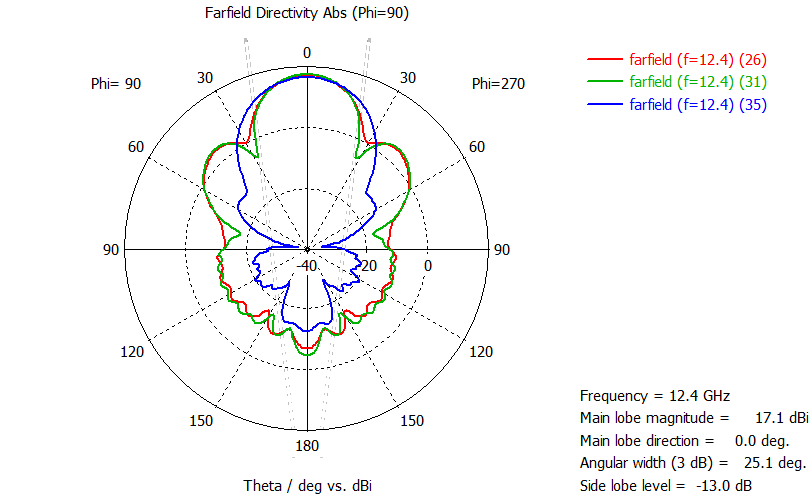 Farfield Directivity Abs (Phi=90)
0
Phi= 90
30
30
Phi=270
60
60
90
-40
-20
0
90
120
120
150
150
180
Theta / deg vs. dBi
farfield (f=12.4) (26)
farfield (f=12.4) (31)
farfield (f=12.4) (35)
Frequency = 12.4 GHz
Main lobe magnitude = 17.1 dBi
Main lobe direction = 0.0 deg.
Angular width (3 dB) = 25.1 deg.
Side lobe level = -13.0 dB